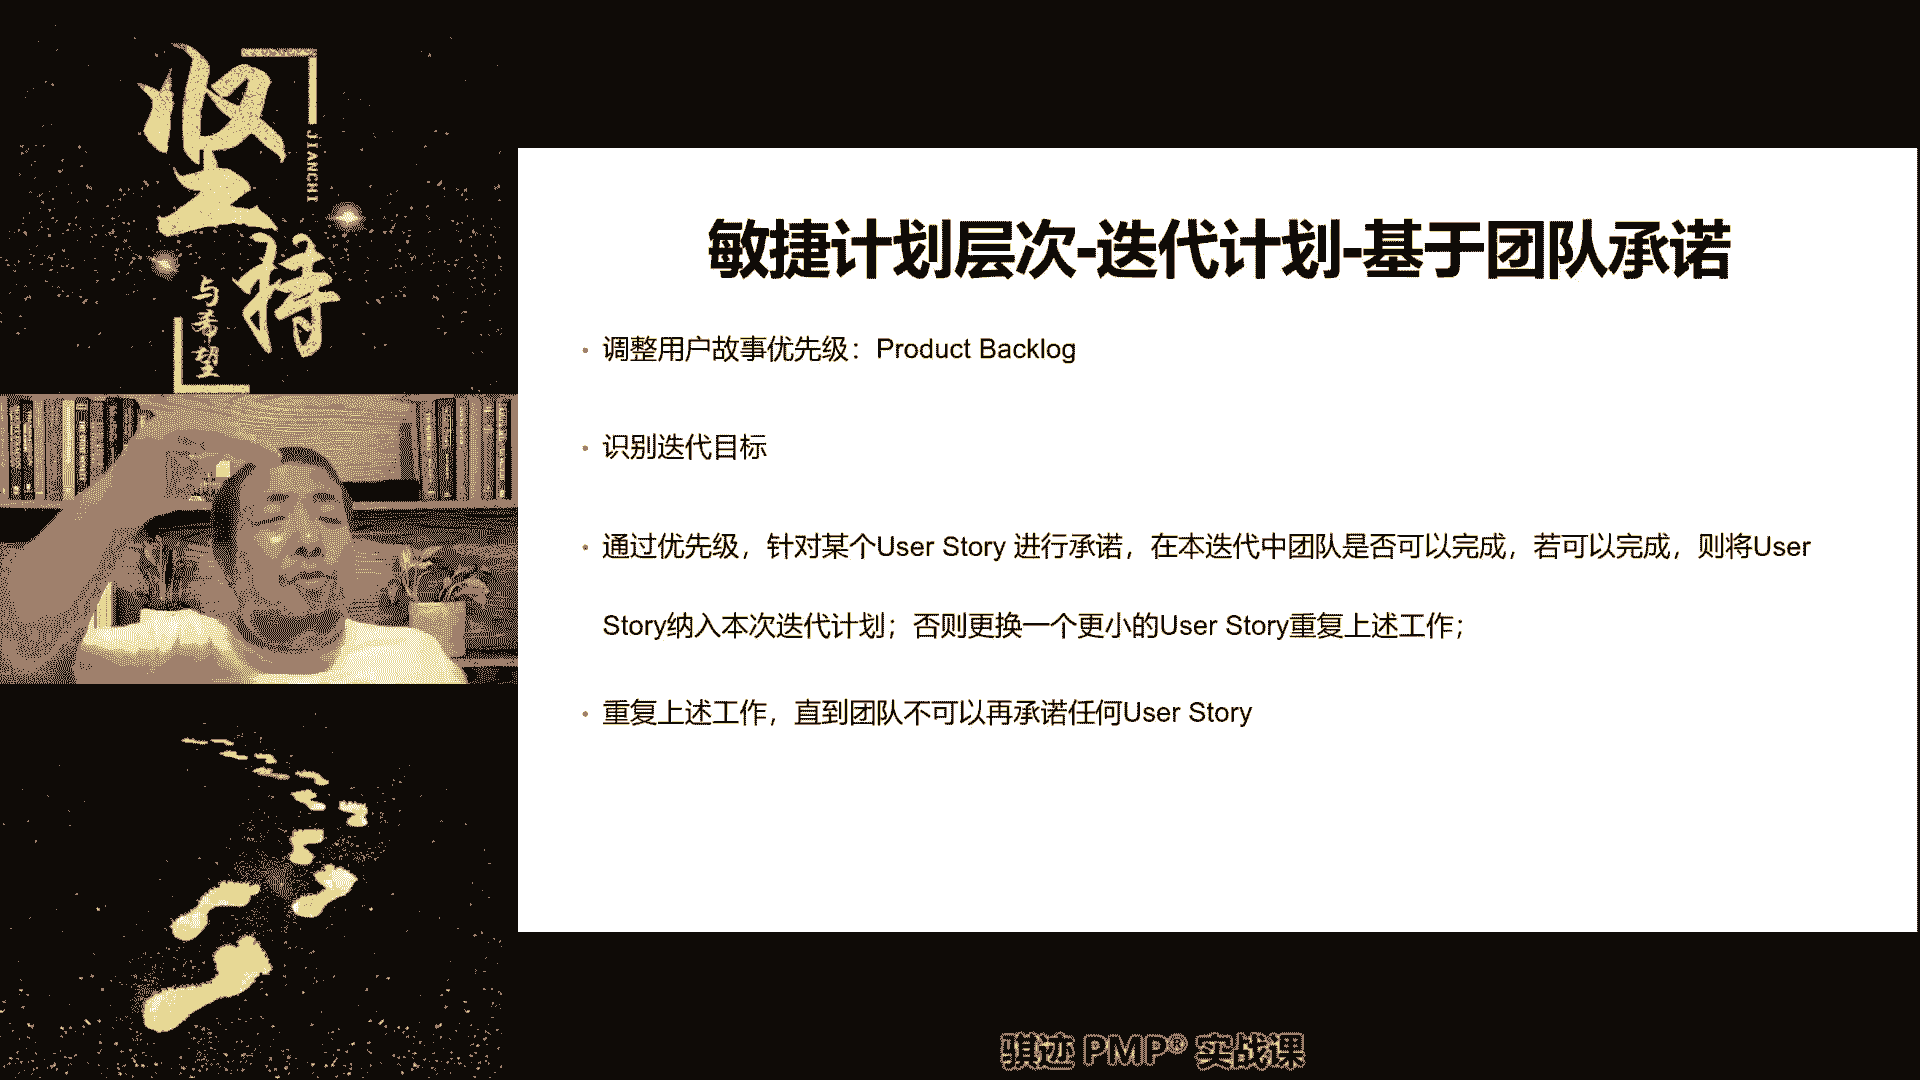 坚持
JIANCHI
与希望
敏捷计划层次-迭代计划-基于团队承诺
• 调整用户故事优先级：Product Backlog
• 识别迭代目标
• 通过优先级，针对某个User Story 进行承诺，在本迭代中团队是否可以完成，若可以完成，则将User
Story纳入本次迭代计划；否则更换一个更小的User Story重复上述工作；
• 重复上述工作，直到团队不可以再承诺任何User Story
骐迹 PMP® 实战课